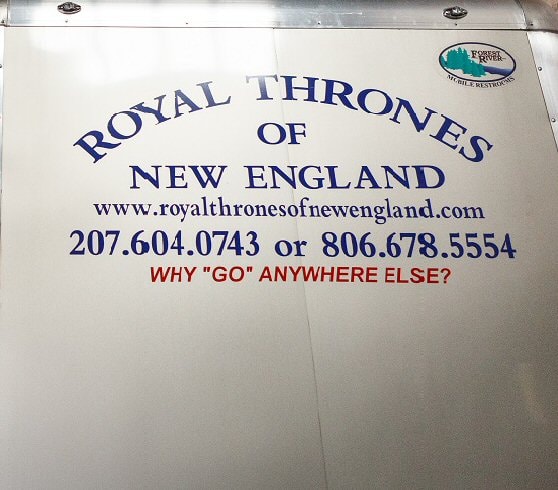 FOREST
RIVER
MOBILE RESTROOMS
ROYAL THRONES
OF
NEW ENGLAND
www.royalthronesofnewengland.com
207.604.0743 or 806.678.5554
WHY "GO" ANYWHERE ELSE?